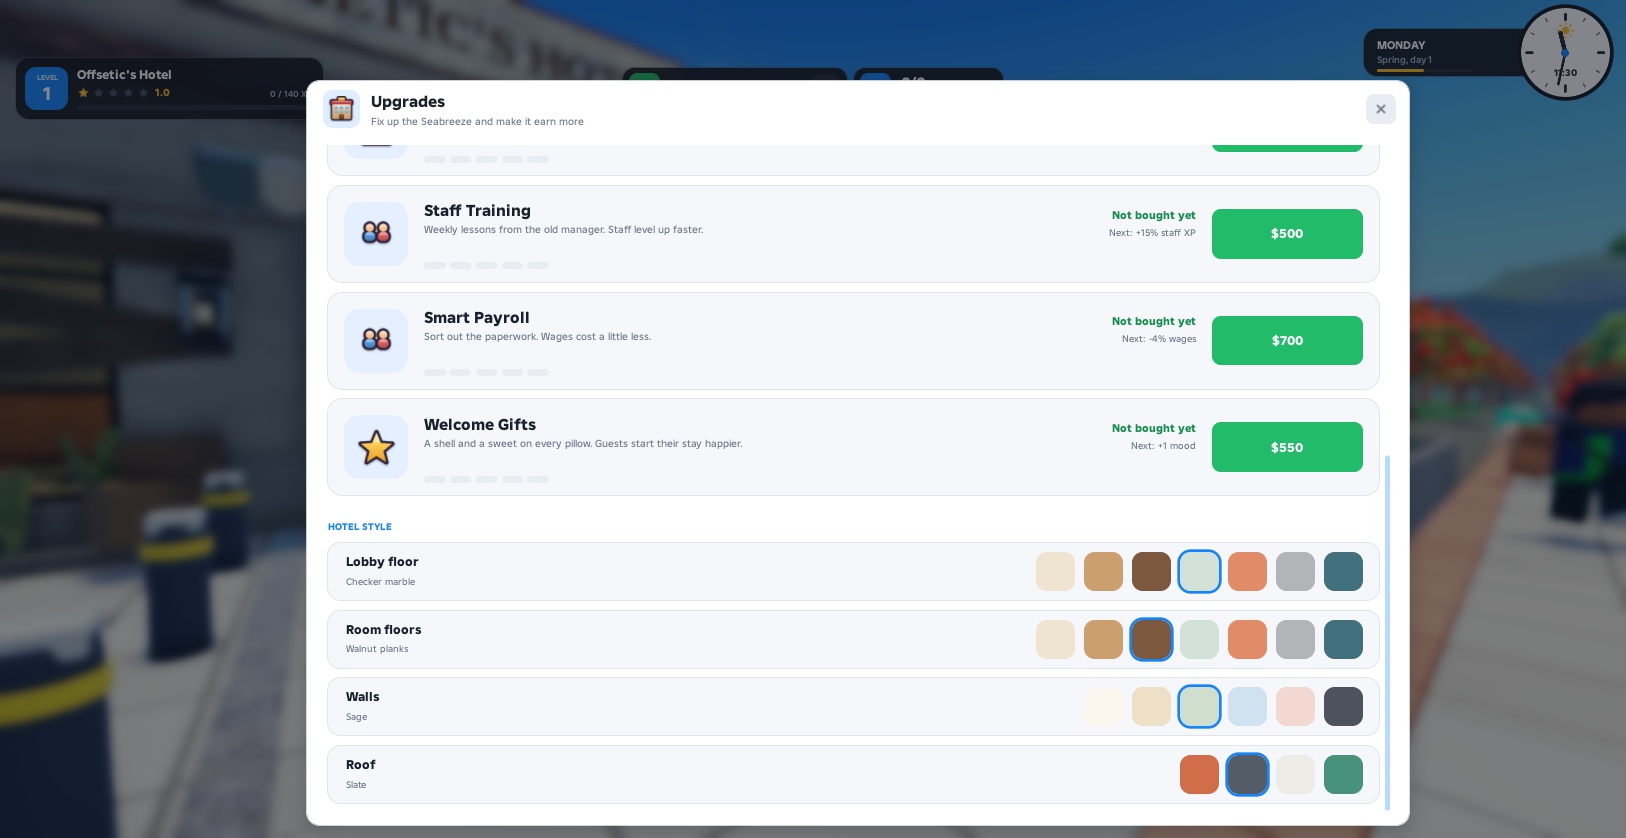 ETIC'S HO
LEVEL
1
Offsetic's Hotel
1.0
0 / 140 X
MONDAY
Spring, day 1
11:30
Upgrades
Fix up the Seabreeze and make it earn more
Staff Training
Weekly lessons from the old manager. Staff level up faster.
Not bought yet
Next: +15% staff XP
$500
Smart Payroll
Sort out the paperwork. Wages cost a little less.
Not bought yet
Next: -4% wages
$700
Welcome Gifts
A shell and a sweet on every pillow. Guests start their stay happier.
Not bought yet
Next: +1 mood
$550
HOTEL STYLE
Lobby floor
Checker marble
Room floors
Walnut planks
Walls
Sage
Roof
Slate